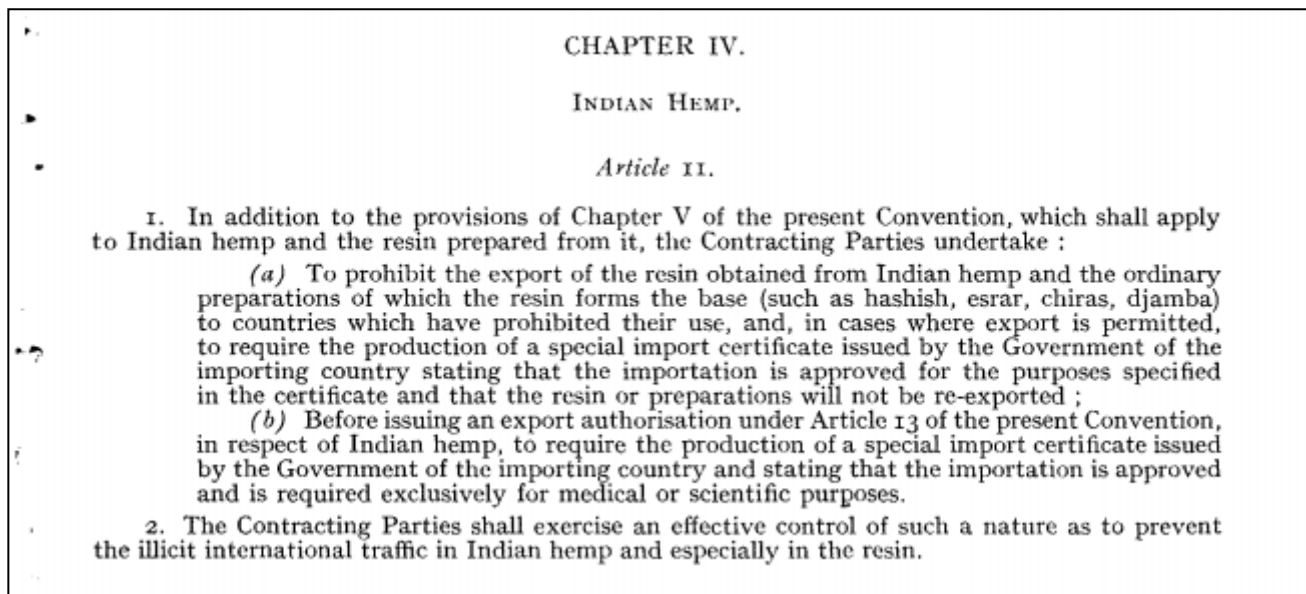 CHAPTER IV.
INDIAN HEMP.
Article 11.
1. In addition to the provisions of Chapter V of the present Convention, which shall apply
to Indian hemp and the resin prepared from it, the Contracting Parties undertake :
(a) To prohibit the export of the resin obtained from Indian hemp and the ordinary
preparations of which the resin forms the base (such as hashish, esrar, chiras, djamba)
to countries which have prohibited their use, and, in cases where export is permitted,
to require the production of a special import certificate issued by the Government of the
importing country stating that the importation is approved for the purposes specified
in the certificate and that the resin or preparations will not be re-exported ;
(b) Before issuing an export authorisation under Article 13 of the present Convention,
in respect of Indian hemp, to require the production of a special import certificate issued
by the Government of the importing country and stating that the importation is approved
and is required exclusively for medical or scientific purposes.
2. The Contracting Parties shall exercise an effective control of such a nature as to prevent
the illicit international traffic in Indian hemp and especially in the resin.